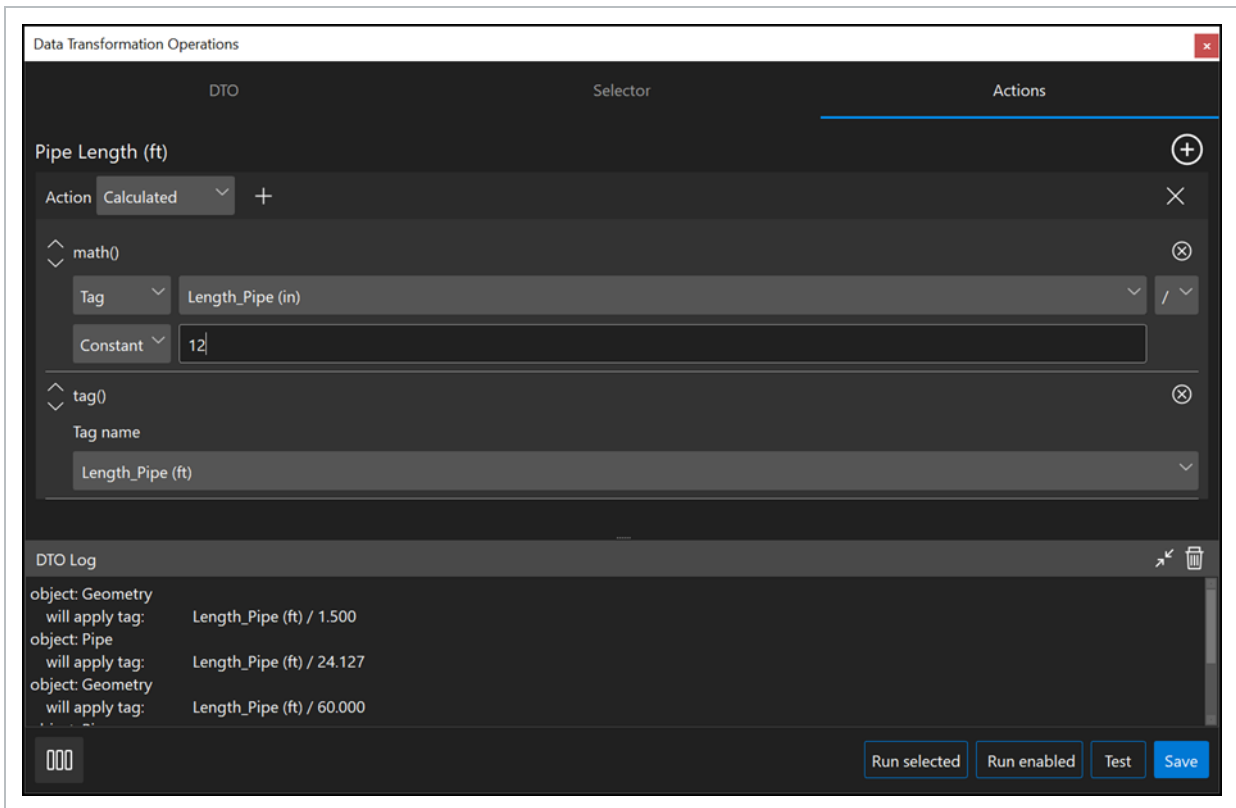 Data Transformation Operations
DTO Selector Actions
Pipe Length (ft)
Action Calculated
math()
Tag Length_Pipe (in) /
Constant 12
tag()
Tag name
Length_Pipe (ft)
DTO Log
object: Geometry
will apply tag: Length_Pipe (ft) / 1.500
object: Pipe
will apply tag: Length_Pipe (ft) / 24.127
object: Geometry
will apply tag: Length_Pipe (ft) / 60.000
Run selected Run enabled Test Save